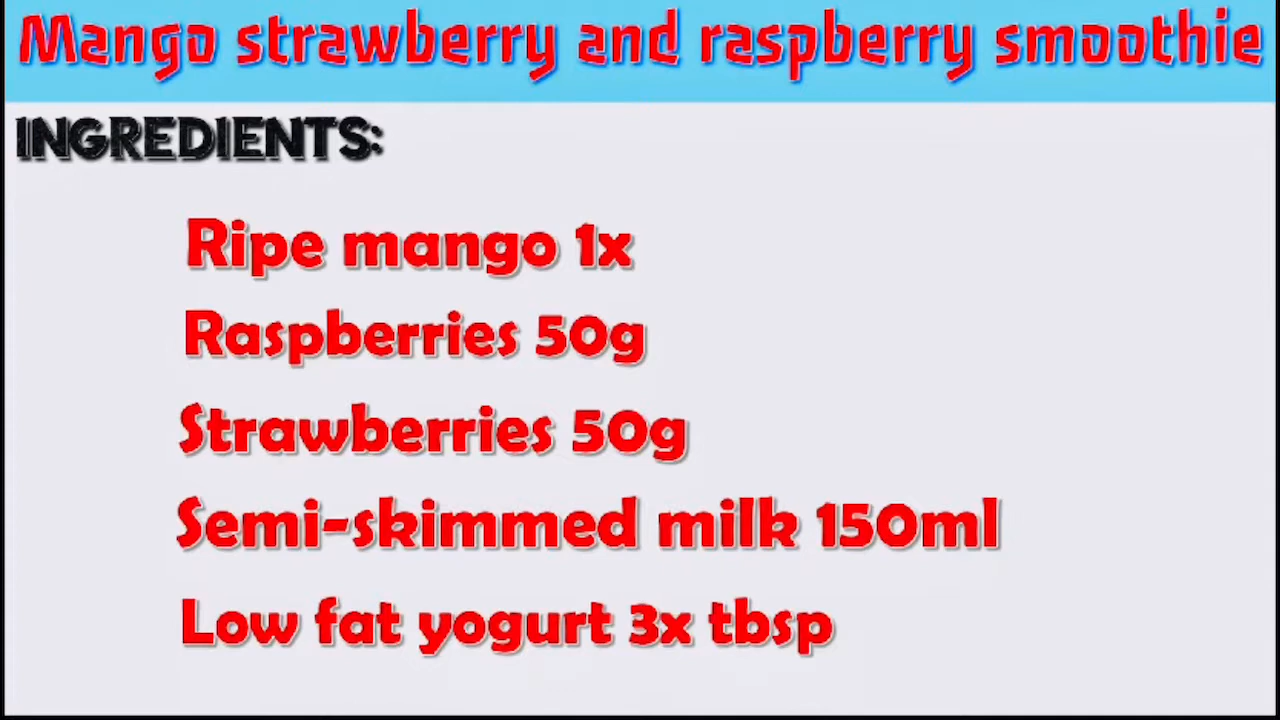 Mango strawberry and raspberry smoothie
INGREDIENTS:
Ripe mango 1x
Raspberries 50g
Strawberries 50g
Semi-skimmed milk 150ml
Low fat yogurt 3x tbsp